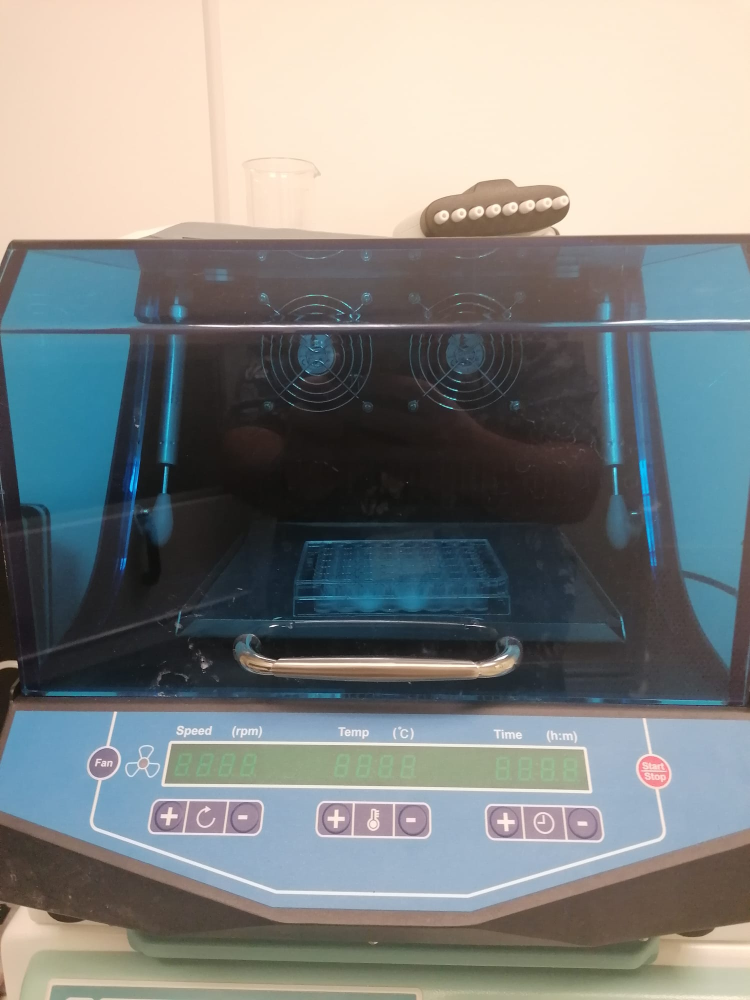 Speed (rpm) Temp (℃) Time (h:m)
Fan
Start
Stop
+ - + - + -